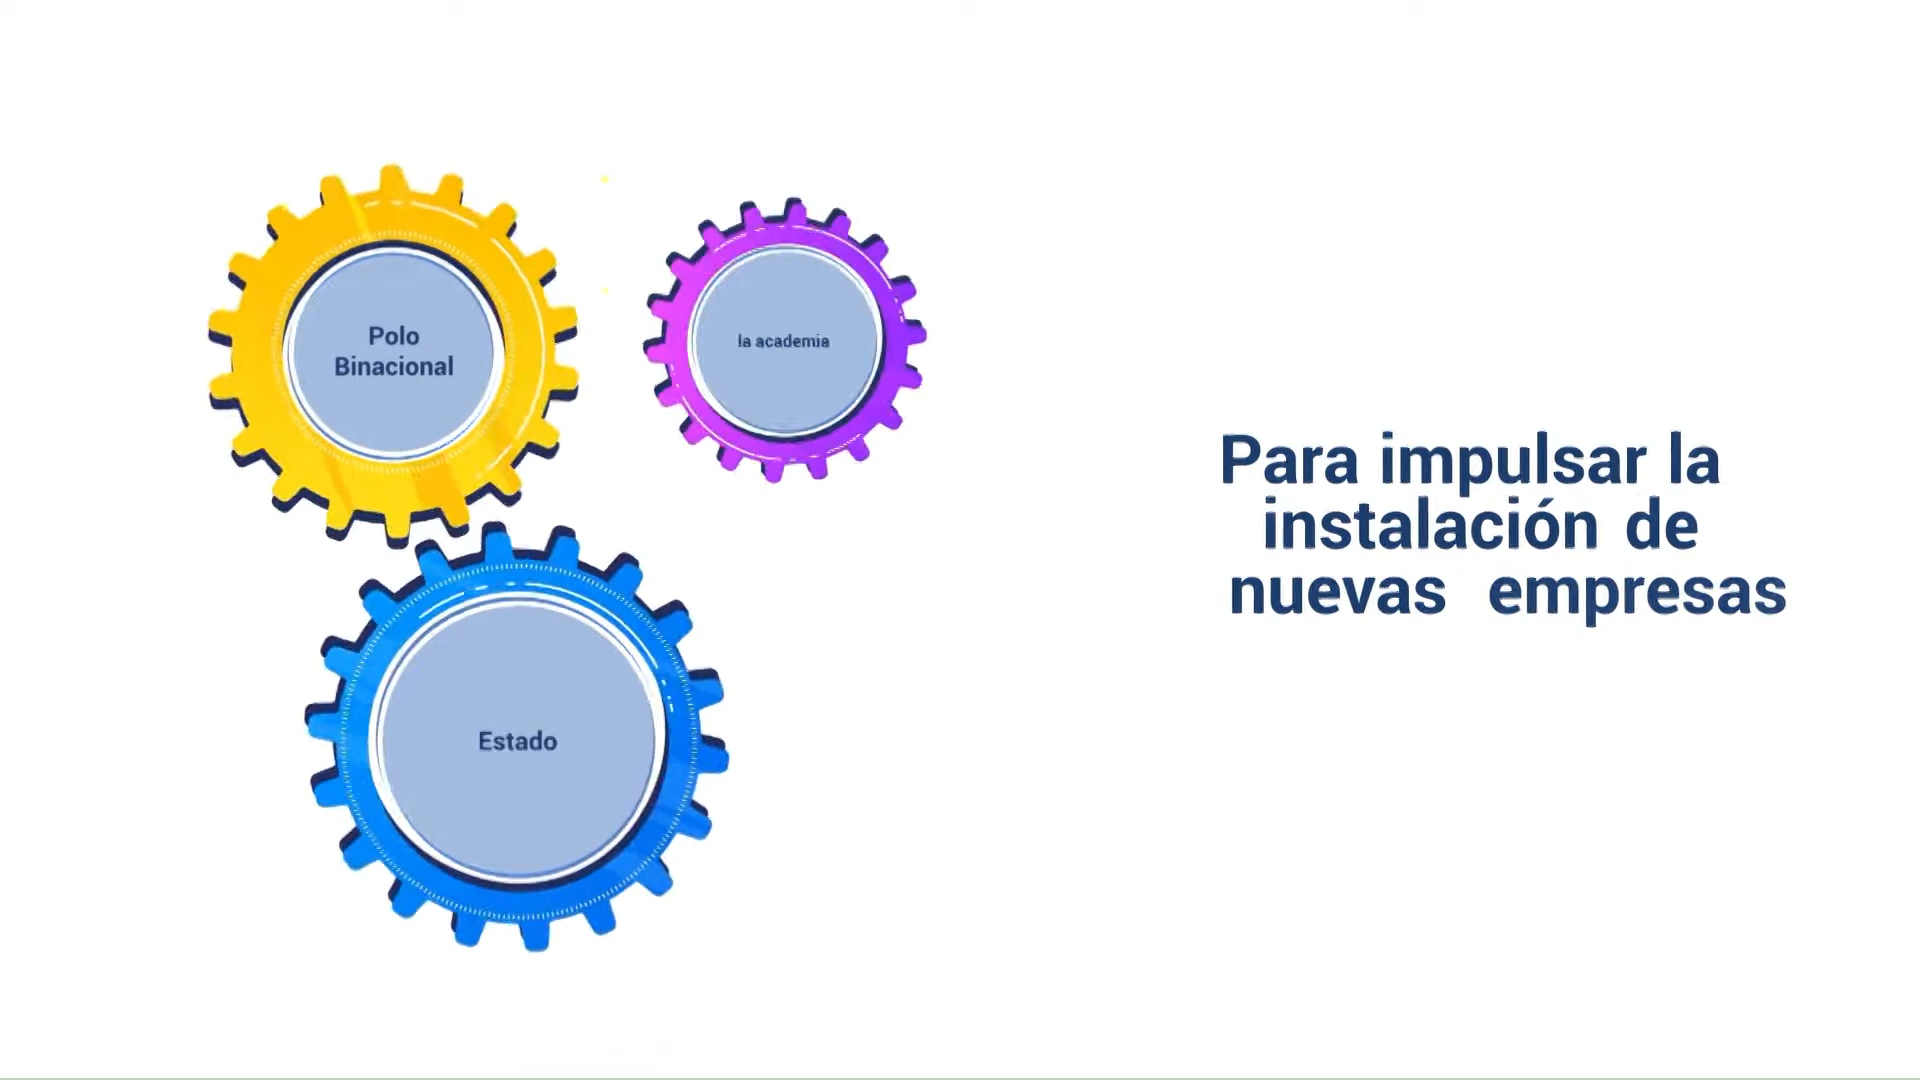 Polo
Binacional
la academia
Estado
Para impulsar la
instalación de
nuevas empresas